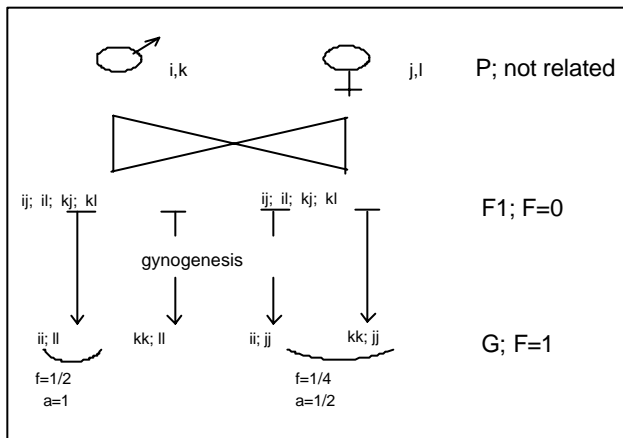 i,k j,l P; not related
ij; il; kj; kl ij; il; kj; kl F1; F=0
gynogenesis
ii; ll kk; ll ii; jj kk; jj G; F=1
f=1/2 f=1/4
a=1 a=1/2